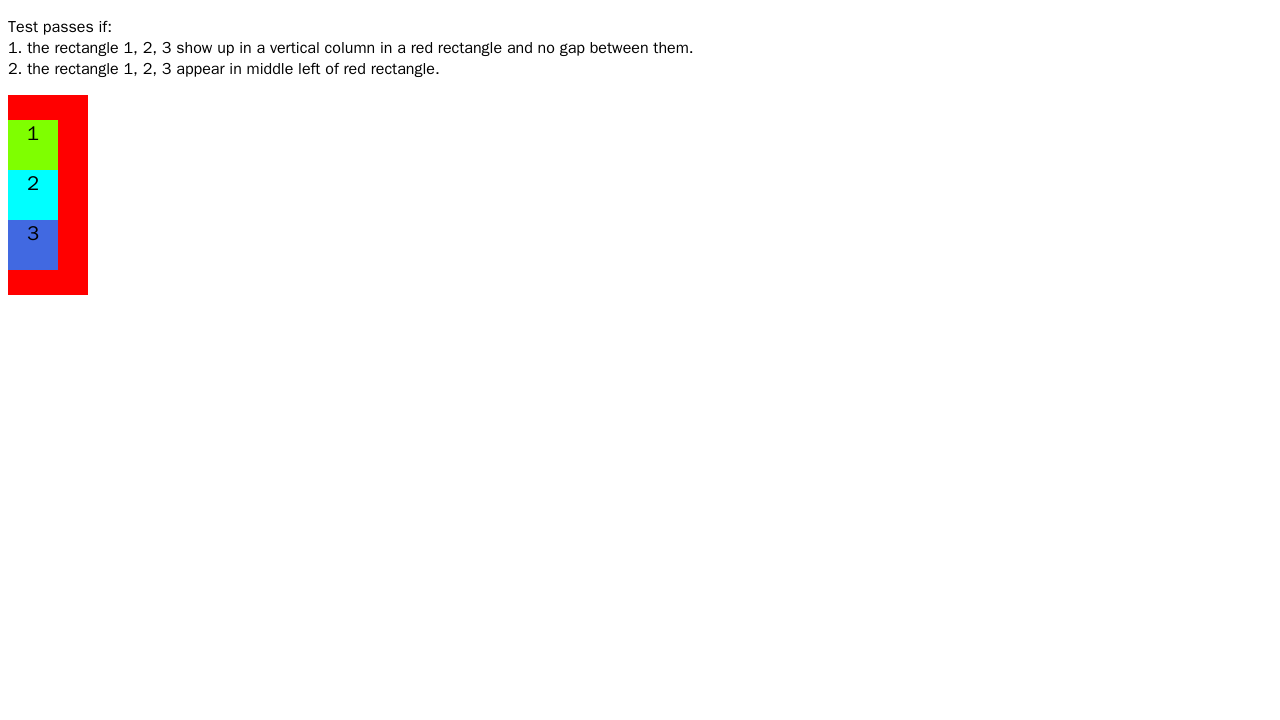 Test passes if:
1. the rectangle 1, 2, 3 show up in a vertical column in a red rectangle and no gap between them.
2. the rectangle 1, 2, 3 appear in middle left of red rectangle.
1
2
3